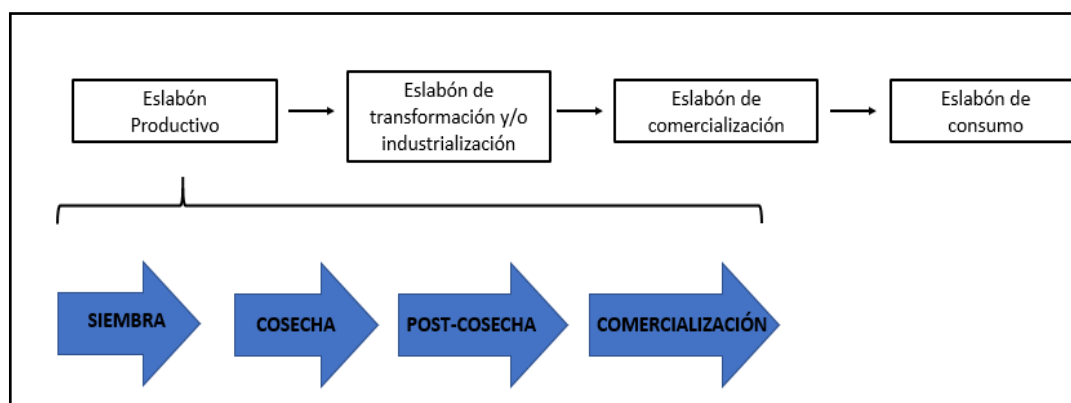 Eslabón
Productivo
Eslabón de
transformación y/o
industrialización
Eslabón de
comercialización
Eslabón de
consumo
SIEMBRA
COSECHA
POST-COSECHA
COMERCIALIZACIÓN